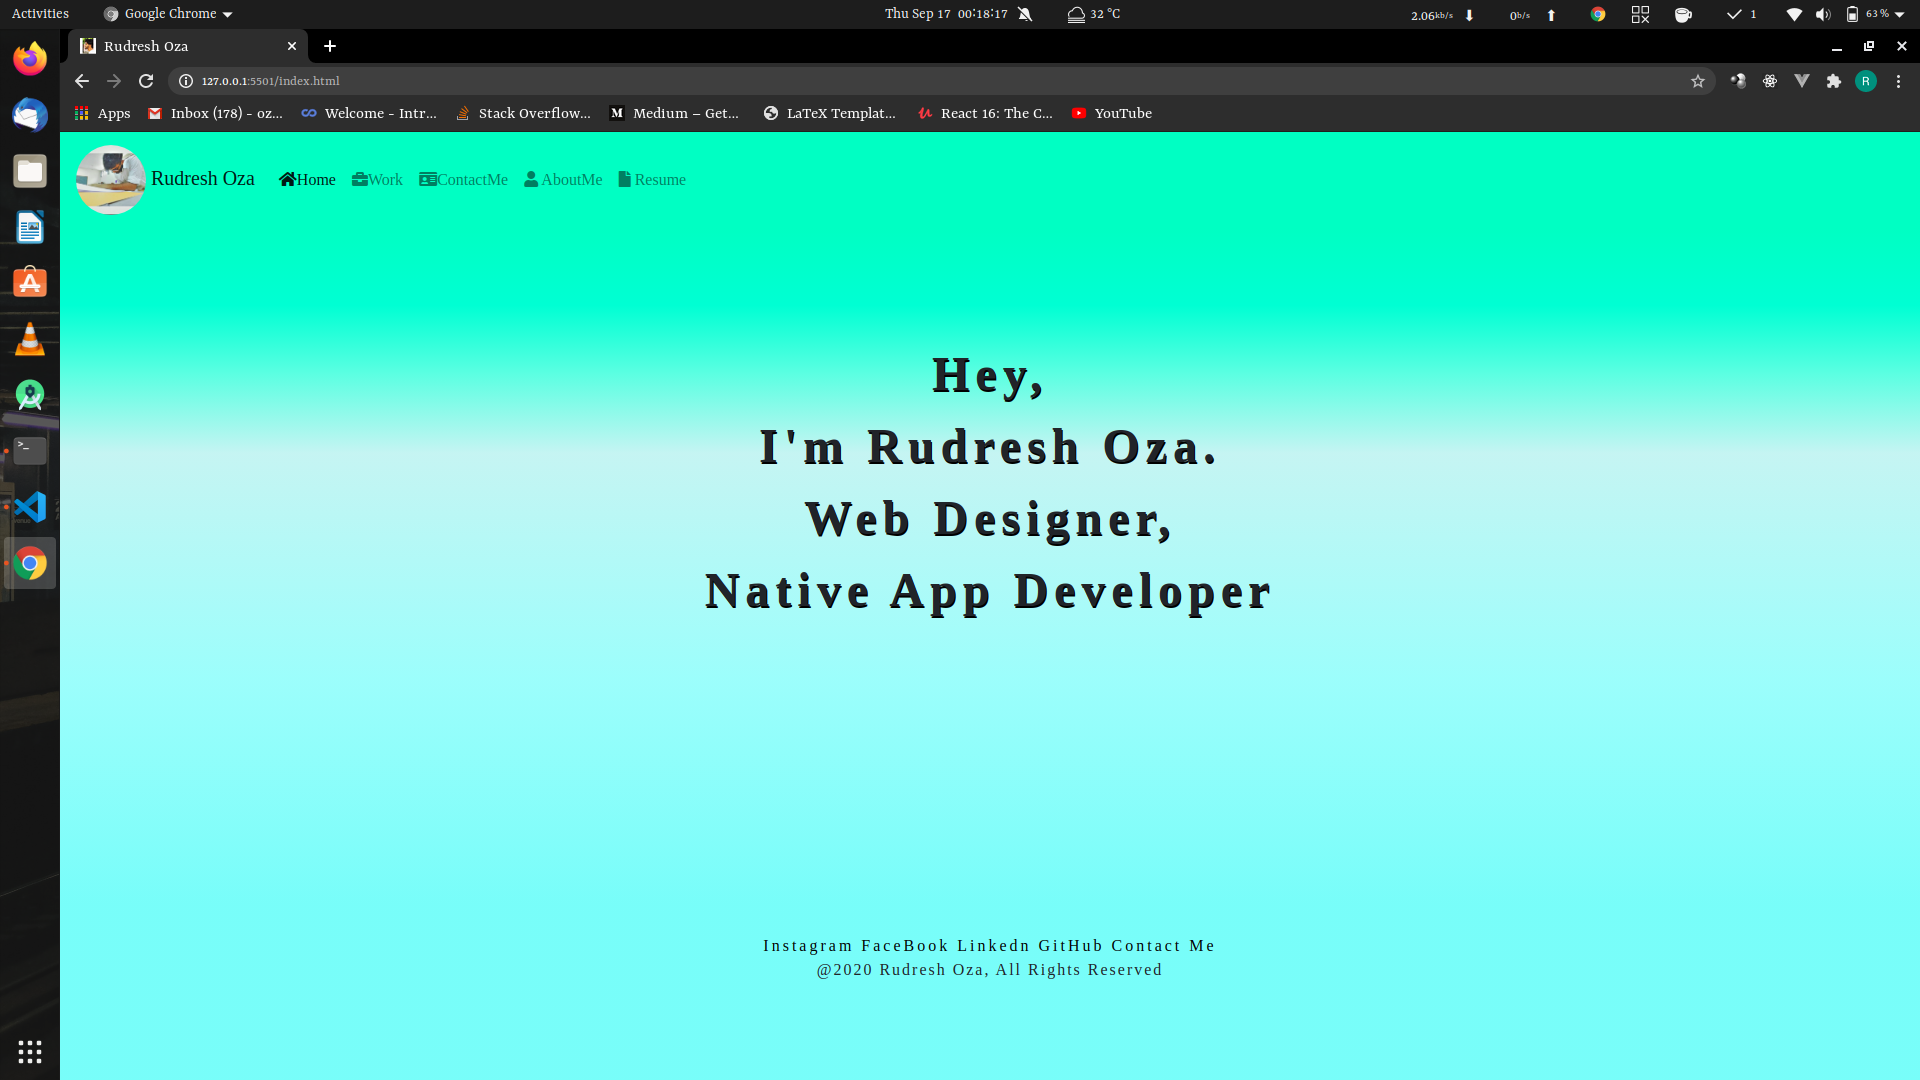 Activities Google Chrome Thu Sep 17 00:18:17 32 °C 2.06kb/s 0b/s 1 63 %
Rudresh Oza
127.0.0.1:5501/index.html R
Apps Inbox (178) - oz... Welcome - Intr... Stack Overflow... M Medium – Get... LaTeX Templat... React 16: The C... YouTube
Rudresh Oza Home Work ContactMe AboutMe Resume
Hey,
I'm Rudresh Oza.
Web Designer,
Native App Developer
Instagram FaceBook Linkedn GitHub Contact Me
@2020 Rudresh Oza, All Rights Reserved